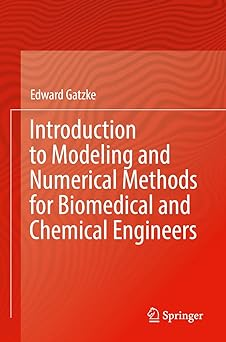 Edward Gatzke
Introduction
to Modeling and
Numerical Methods
for Biomedical and
Chemical Engineers
Springer